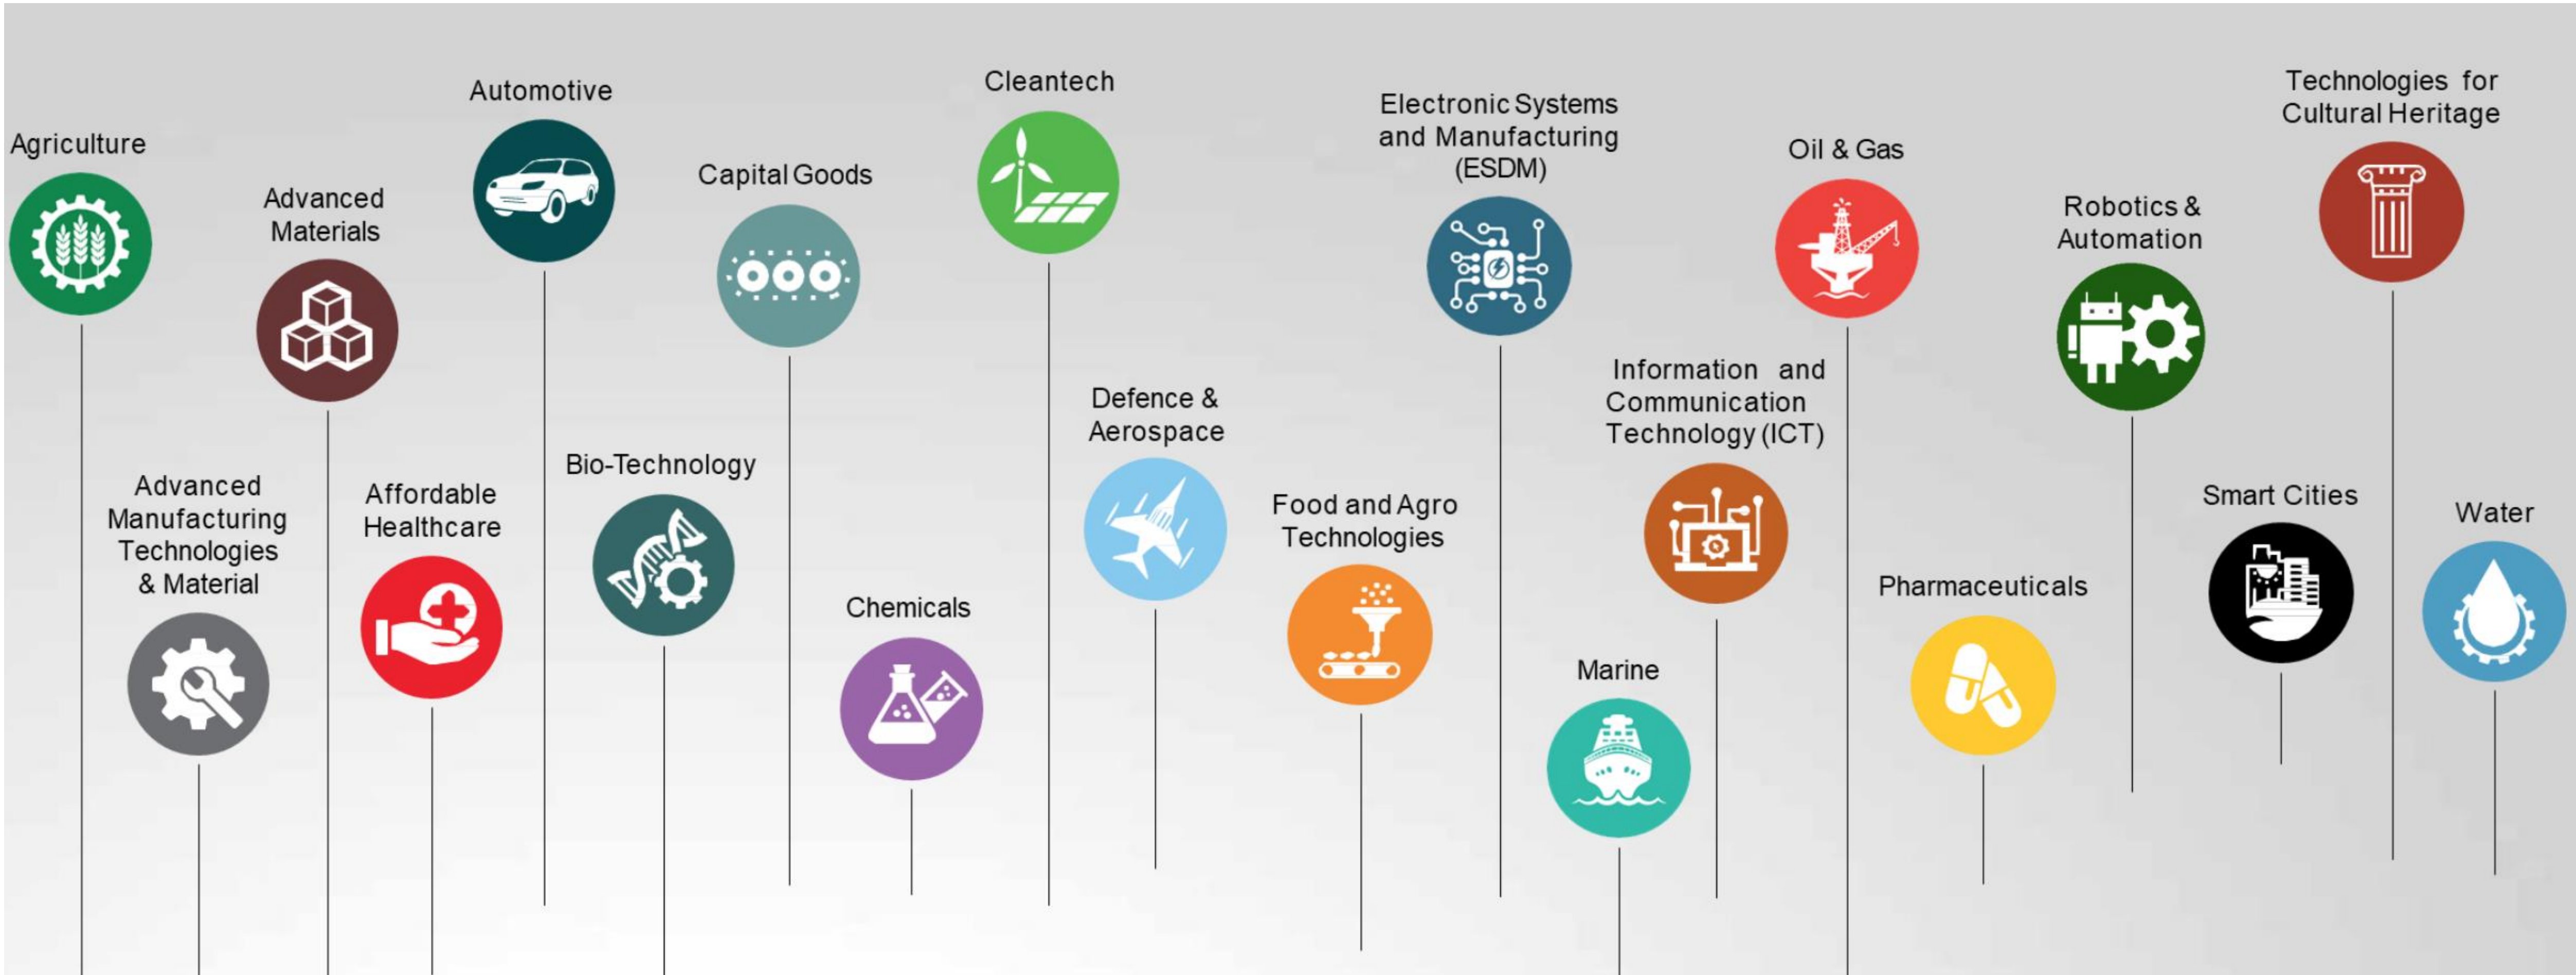 Agriculture
Advanced
Manufacturing
Technologies
& Material
Advanced
Materials
Affordable
Healthcare
Automotive
Bio-Technology
Capital Goods
Chemicals
Cleantech
Defence &
Aerospace
Food and Agro
Technologies
Electronic Systems
and Manufacturing
(ESDM)
Marine
Information and
Communication
Technology (ICT)
Oil & Gas
Pharmaceuticals
Robotics &
Automation
Smart Cities
Technologies for
Cultural Heritage
Water